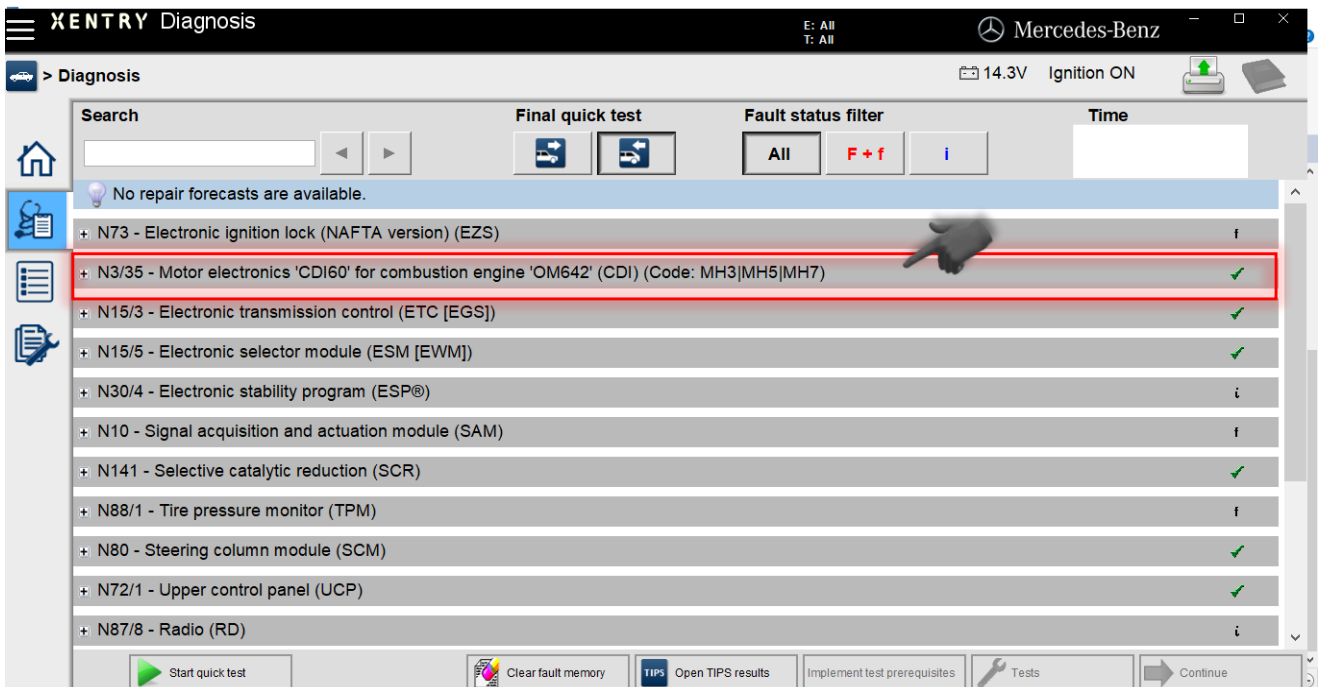 XENTRY Diagnosis
E: All
T: All
Mercedes-Benz
> Diagnosis
14.3V Ignition ON
Search Final quick test Fault status filter Time
All F + f i
No repair forecasts are available.
N73 - Electronic ignition lock (NAFTA version) (EZS) f
N3/35 - Motor electronics 'CDI60' for combustion engine 'OM642' (CDI) (Code: MH3|MH5|MH7)
N15/3 - Electronic transmission control (ETC [EGS])
N15/5 - Electronic selector module (ESM [EWM])
N30/4 - Electronic stability program (ESP®) i
N10 - Signal acquisition and actuation module (SAM) f
N141 - Selective catalytic reduction (SCR)
N88/1 - Tire pressure monitor (TPM) f
N80 - Steering column module (SCM)
N72/1 - Upper control panel (UCP)
N87/8 - Radio (RD) i
Start quick test Clear fault memory TIPS Open TIPS results Implement test prerequisites Tests Continue